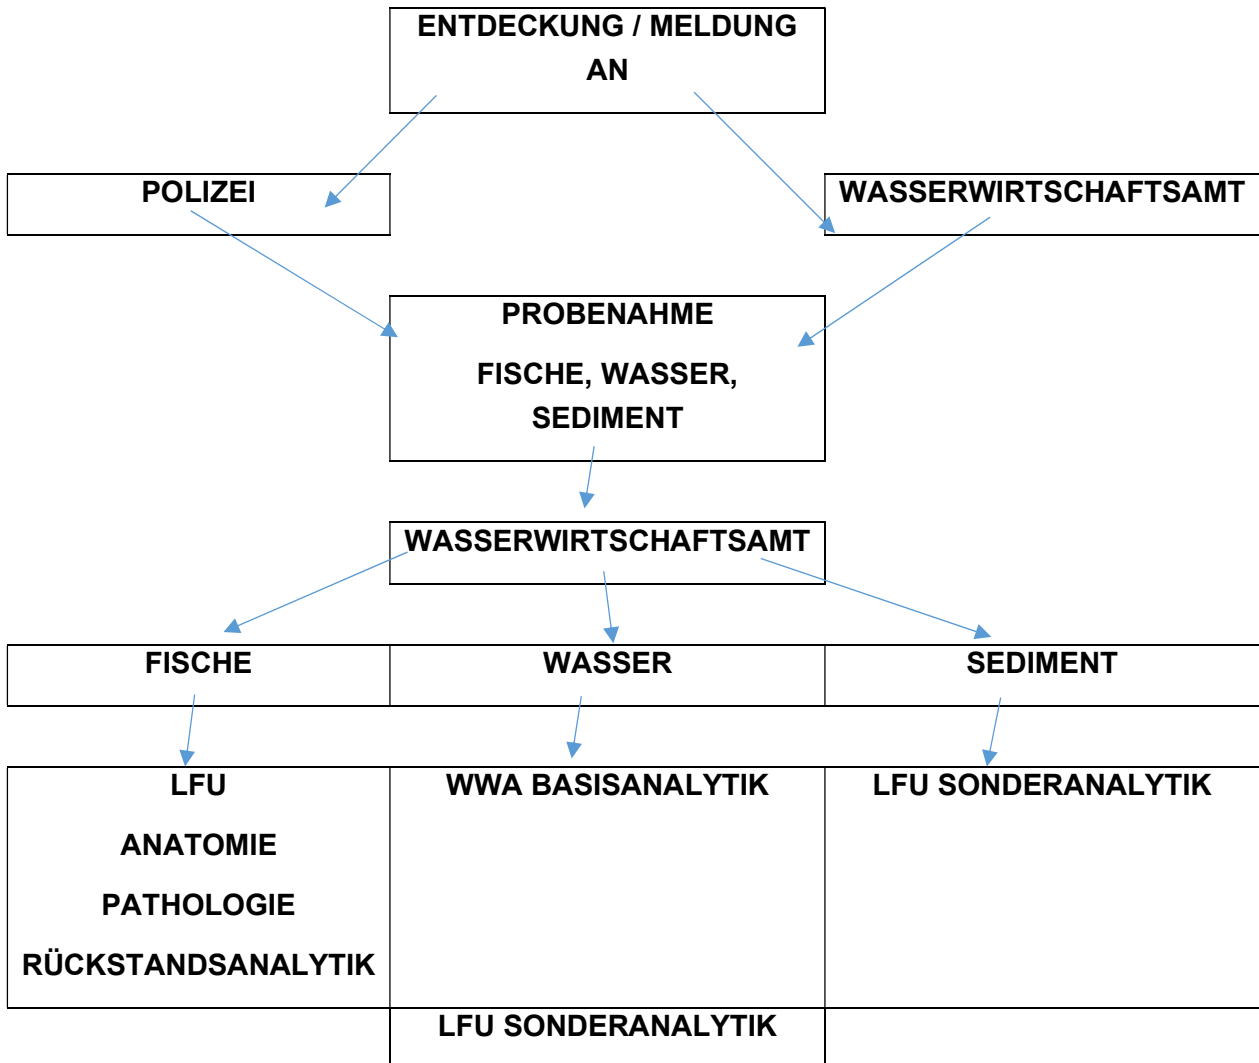 ENTDECKUNG / MELDUNG
AN
POLIZEI
WASSERWIRTSCHAFTSAMT
PROBENAHME
FISCHE, WASSER,
SEDIMENT
WASSERWIRTSCHAFTSAMT
FISCHE
WASSER
SEDIMENT
LFU
ANATOMIE
PATHOLOGIE
RÜCKSTANDSANALYTIK
WWA BASISANALYTIK
LFU SONDERANALYTIK
LFU SONDERANALYTIK